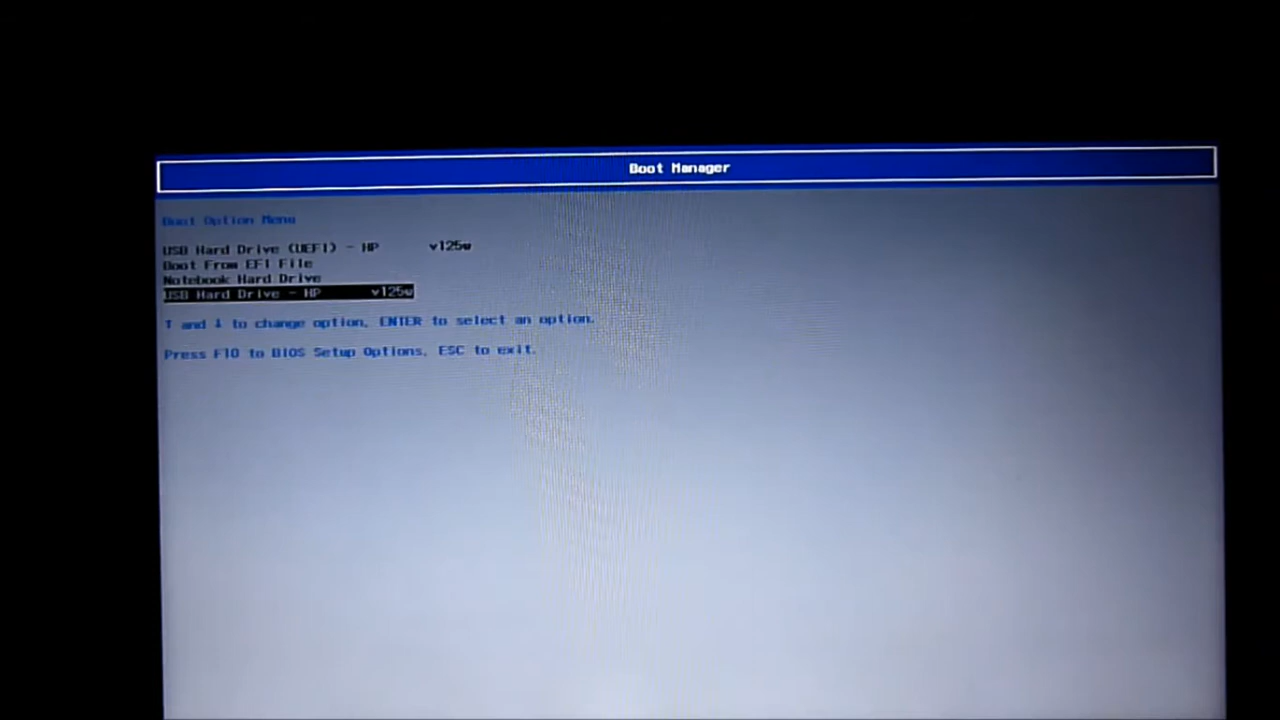 Boot Manager
Boot Option Menu
USB Hard Drive (UEFI) - HP v125w
Boot From EFI File
Notebook Hard Drive
USB Hard Drive - HP v125w
↑ and ↓ to change option, ENTER to select an option.
Press F10 to BIOS Setup Options, ESC to exit.